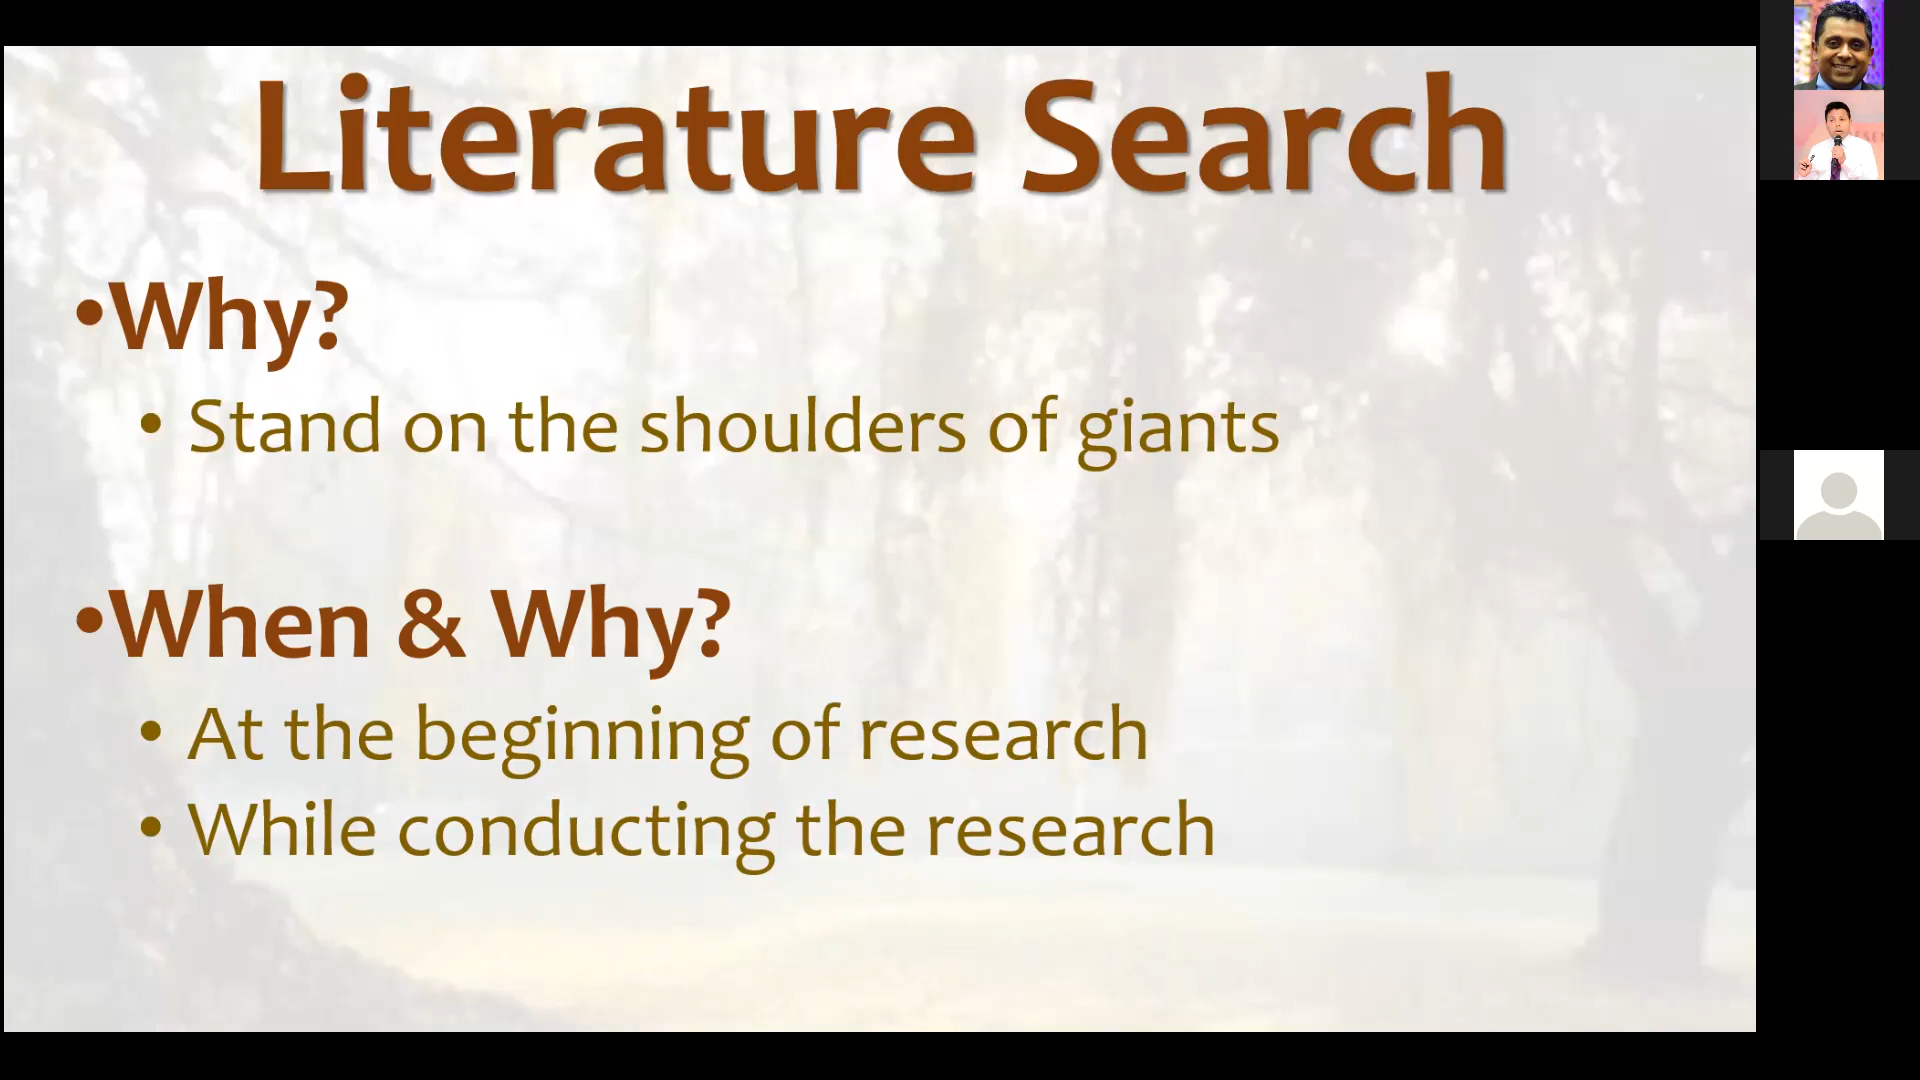 Literature Search
•Why?
• Stand on the shoulders of giants
•When & Why?
• At the beginning of research
• While conducting the research